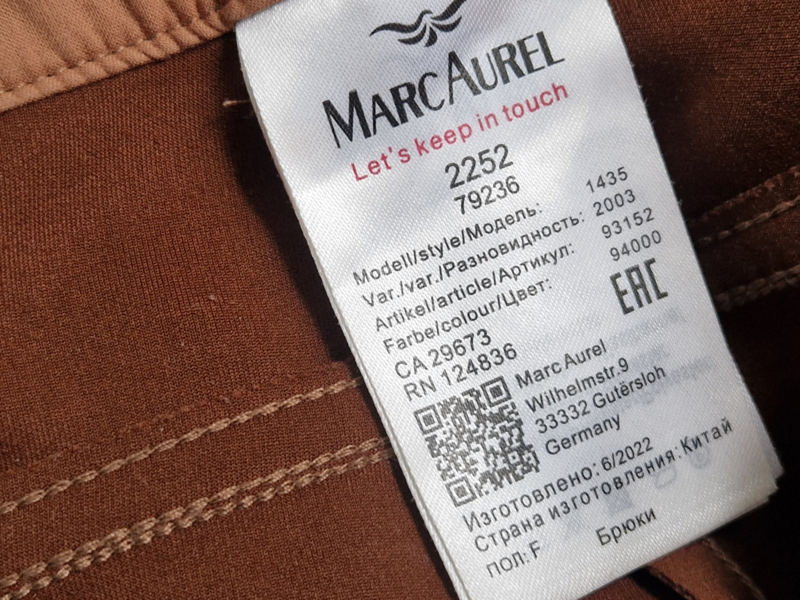 MARCAUREL
Let's keep in touch
2252
79236
Modell/style/Модель: 1435
Var./var./Разновидность: 2003
Artikel/article/Артикул: 93152
Farbe/colour/Цвет: 94000
EAC
CA 29673
RN 124836
Marc Aurel
Wilhelmstr.9
33332 Gutërsloh
Germany
Изготовлено: 6/2022
Страна изготовления: Китай
пол: F Брюки